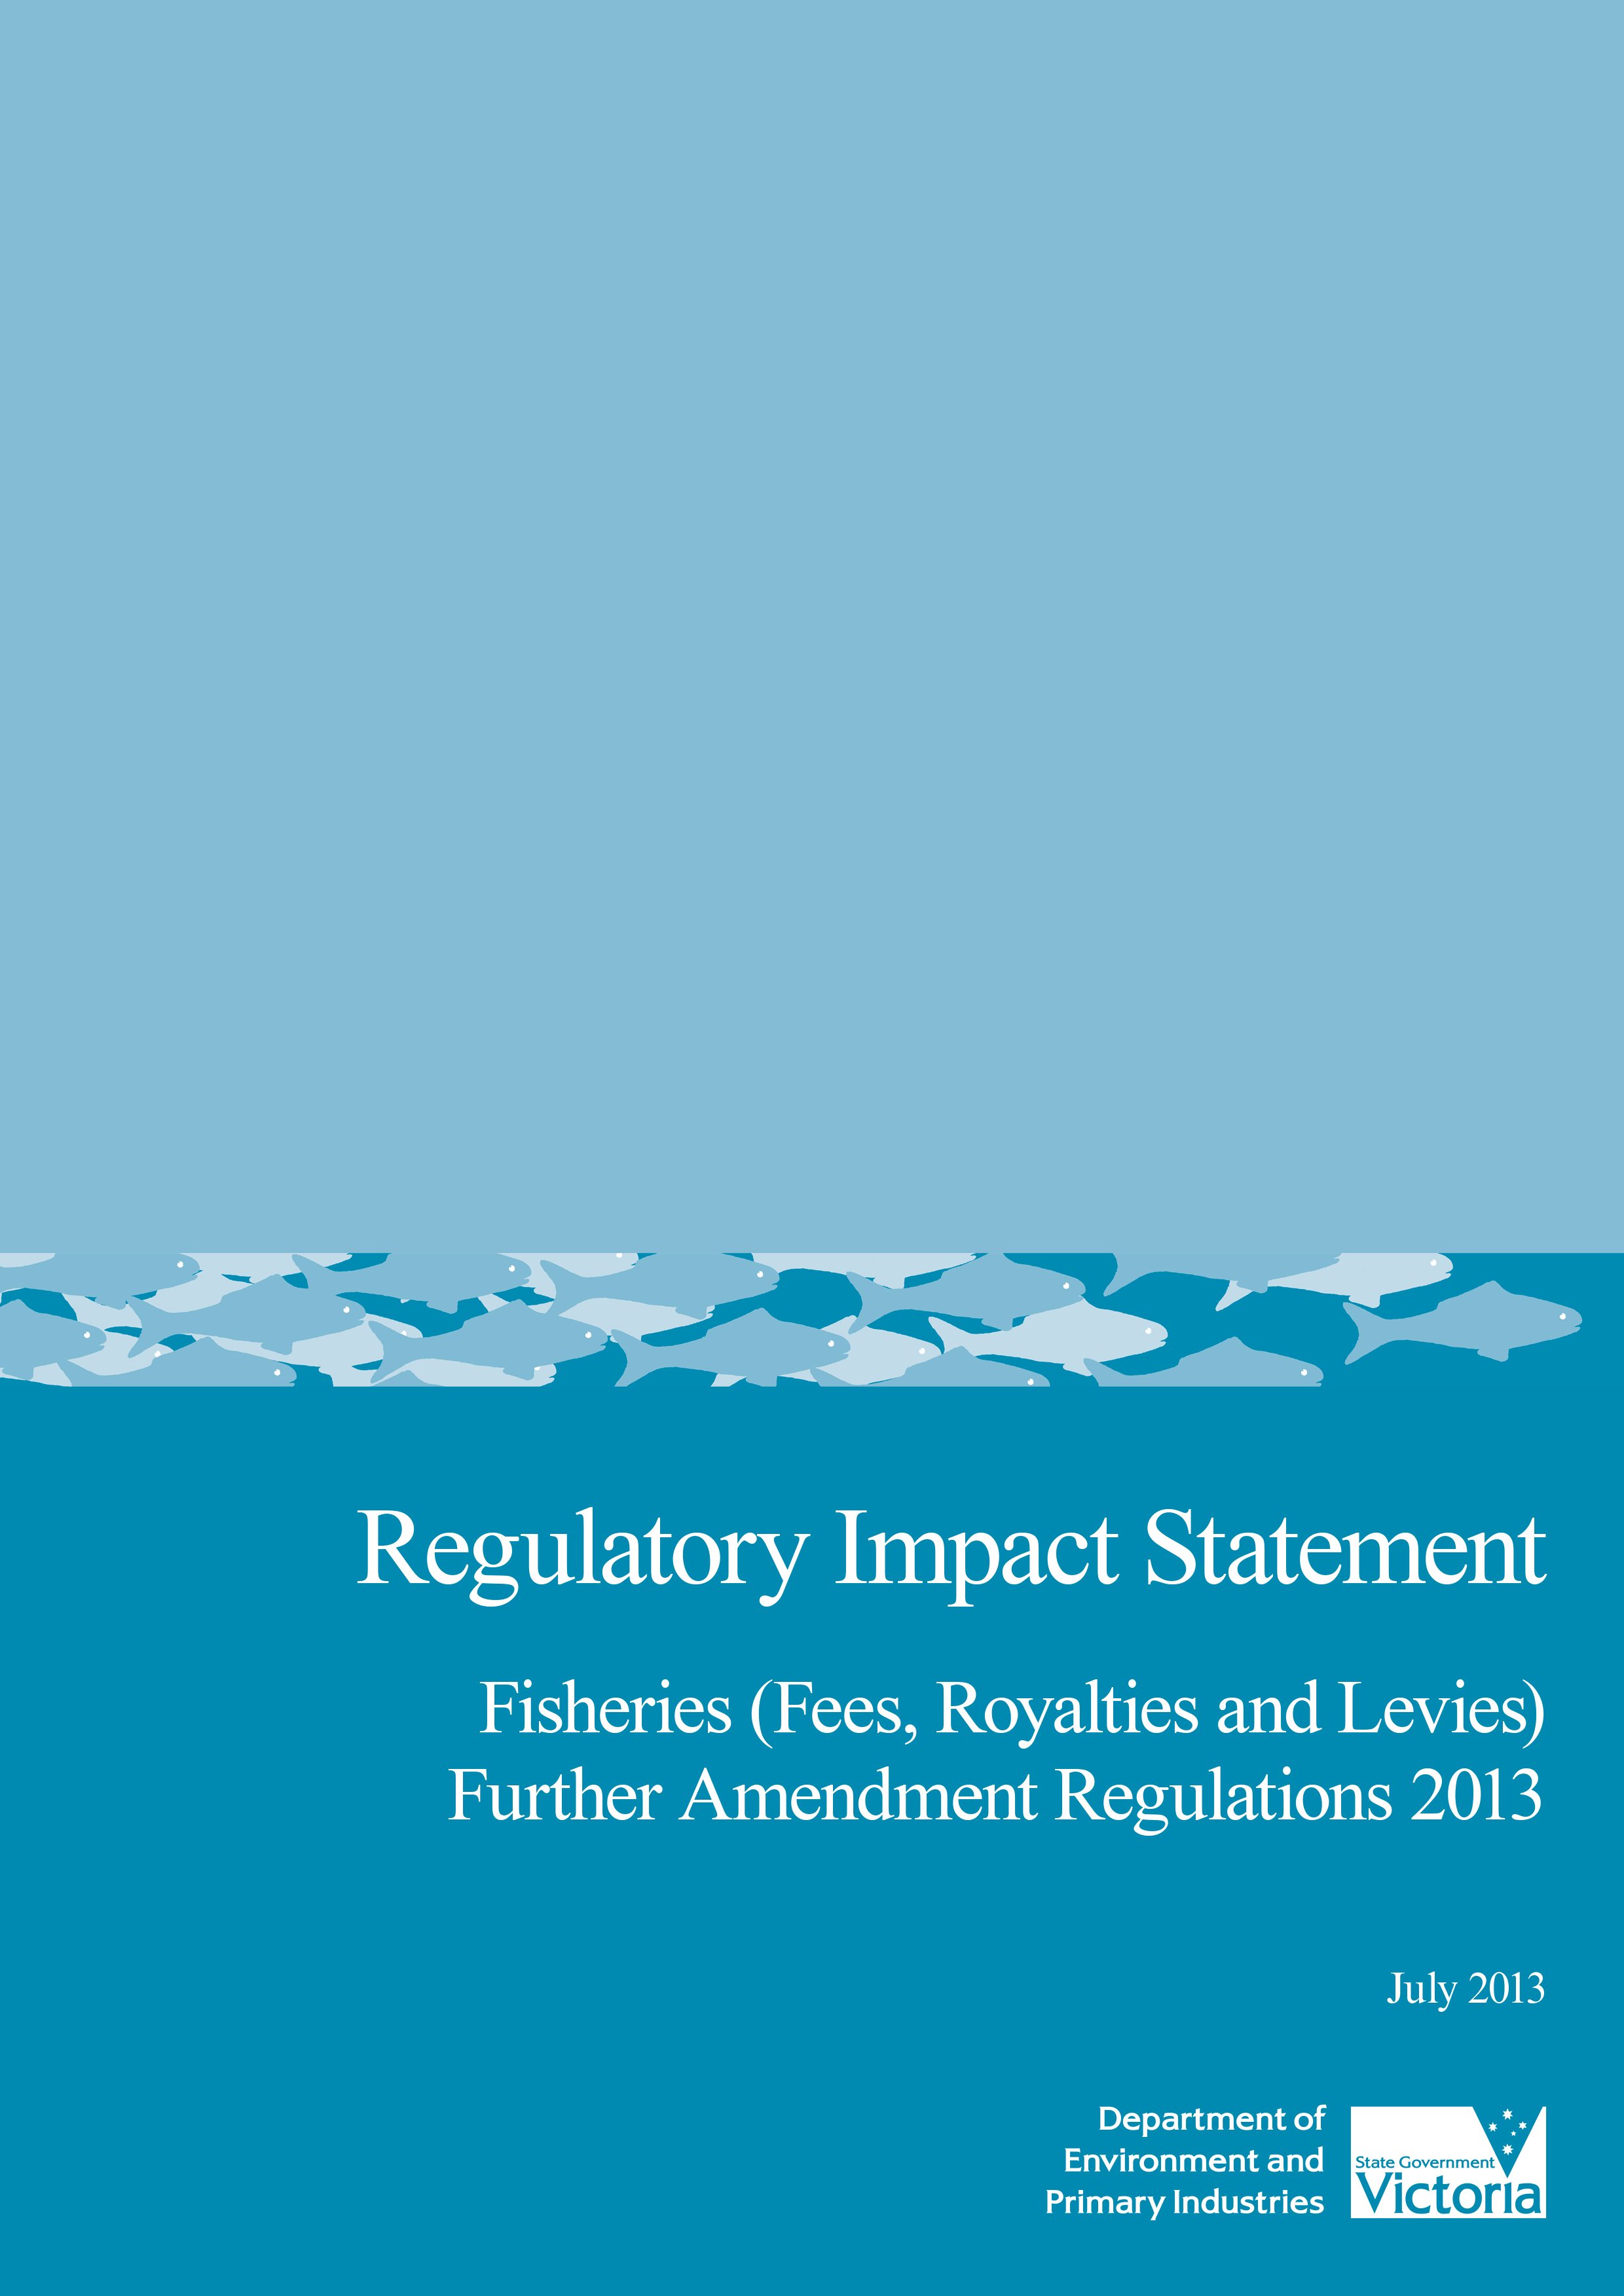 Regulatory Impact Statement
Fisheries (Fees, Royalties and Levies)
Further Amendment Regulations 2013
July 2013
Department of
Environment and
Primary Industries
State Government
Victoria